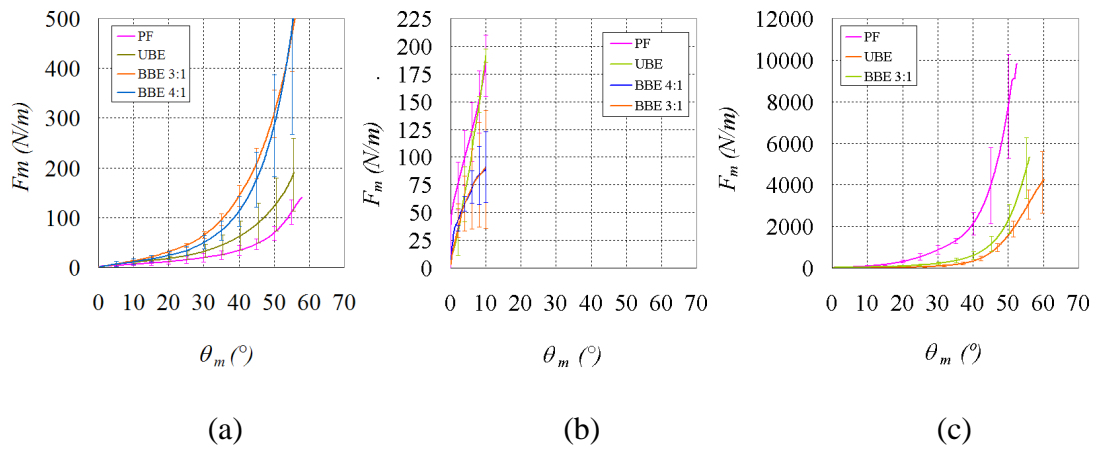 500
400
300
200
100
0
Fm (N/m)
PF
UBE
BBE 3:1
BBE 4:1
0 10 20 30 40 50 60 70
θm (°)
(a)
225
200
175
150
125
100
75
50
25
0
Fm (N/m)
PF
UBE
BBE 4:1
BBE 3:1
0 10 20 30 40 50 60 70
θm (°)
(b)
12000
10000
8000
6000
4000
2000
0
Fm (N/m)
PF
UBE
BBE 3:1
0 10 20 30 40 50 60 70
θm (º)
(c)